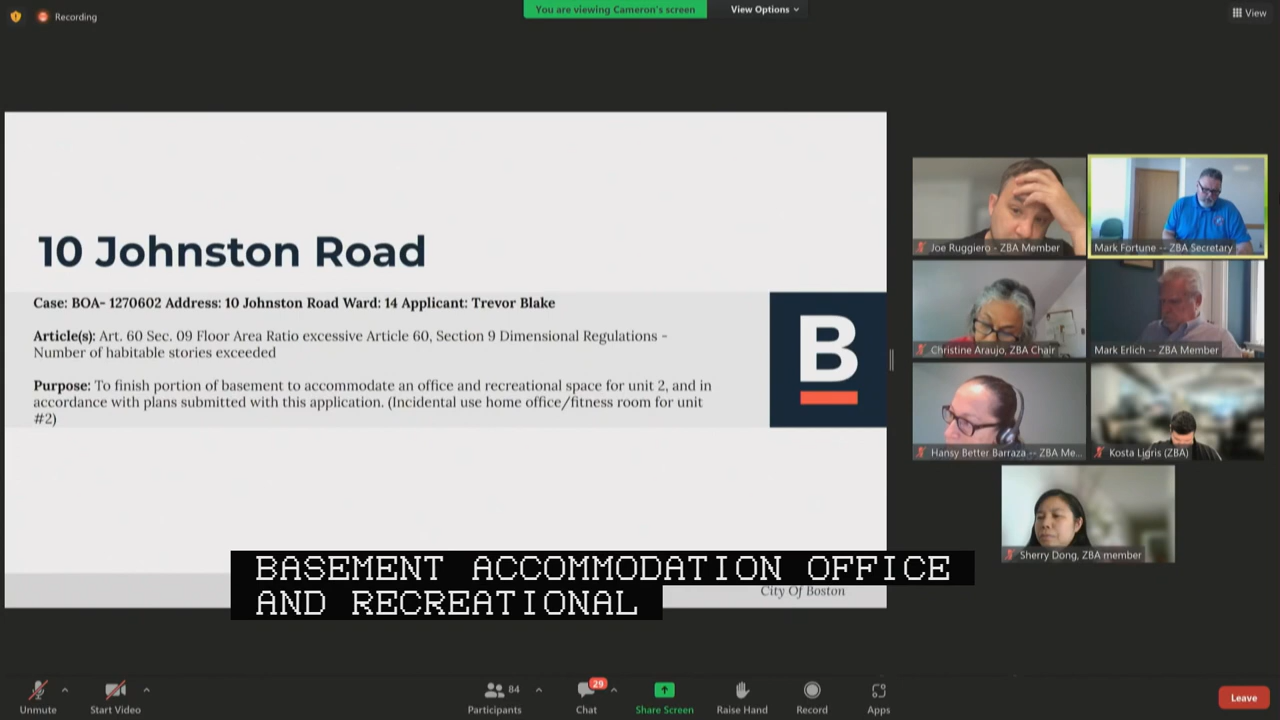 Recording
You are viewing Cameron's screen
View Options
View
10 Johnston Road
Case: BOA- 1270602 Address: 10 Johnston Road Ward: 14 Applicant: Trevor Blake
Article(s): Art. 60 Sec. 09 Floor Area Ratio excessive Article 60, Section 9 Dimensional Regulations -
Number of habitable stories exceeded
Purpose: To finish portion of basement to accommodate an office and recreational space for unit 2, and in
accordance with plans submitted with this application. (Incidental use home office/fitness room for unit
#2)
B
City Of Boston
Joe Ruggiero - ZBA Member
Mark Fortune -- ZBA Secretary
Christine Araujo, ZBA Chair
Mark Erlich -- ZBA Member
Hansy Better Barraza -- ZBA Me...
Kosta Ligris (ZBA)
Sherry Dong, ZBA member
BASEMENT ACCOMMODATION OFFICE
AND RECREATIONAL
Unmute
Start Video
84
Participants
29
Chat
Share Screen
Raise Hand
Record
Apps
Leave